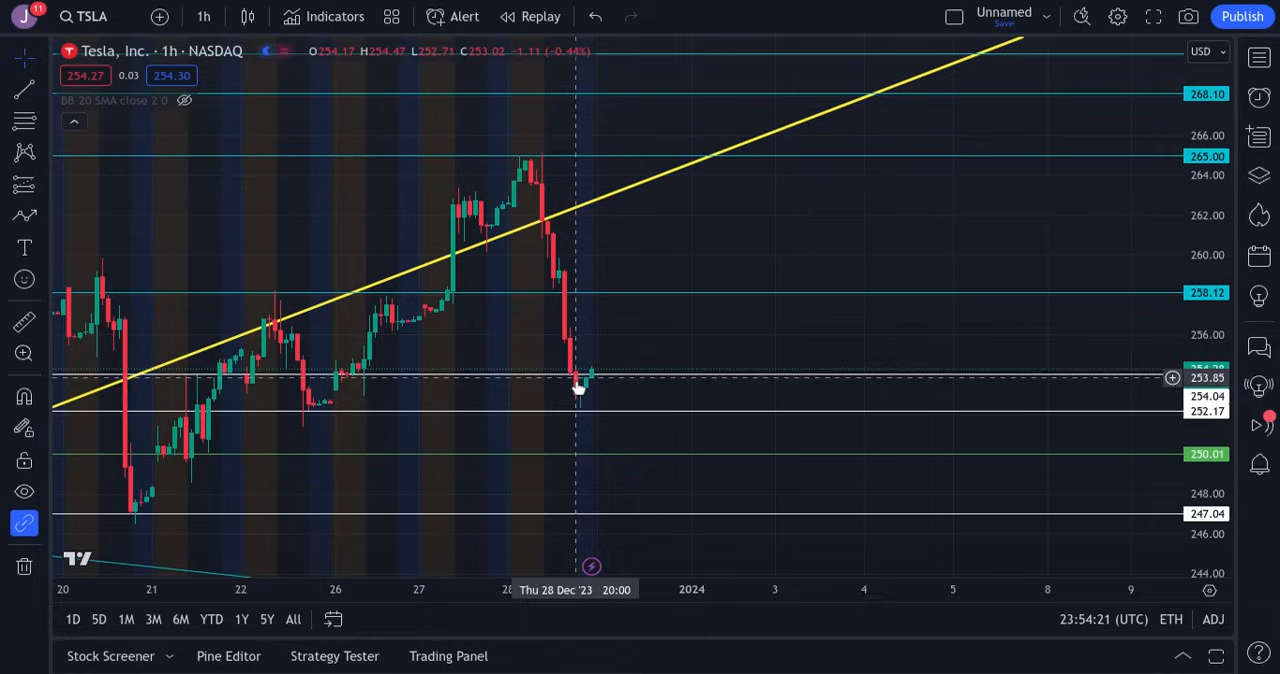 J 11 TSLA 1h Indicators Alert Replay Unnamed Save Publish
Tesla, Inc. · 1h · NASDAQ O254.17 H254.47 L252.71 C253.02 −1.11 (−0.44%) USD
254.27 0.03 254.30
BB 20 SMA close 2 0
268.10
266.00
265.00
264.00
262.00
260.00
258.12
256.00
253.85
254.04
252.17
250.01
248.00
247.04
246.00
244.00
20 21 22 26 27 28 Thu 28 Dec '23 20:00 2024 3 4 5 8 9
1D 5D 1M 3M 6M YTD 1Y 5Y All 23:54:21 (UTC) ETH ADJ
Stock Screener Pine Editor Strategy Tester Trading Panel